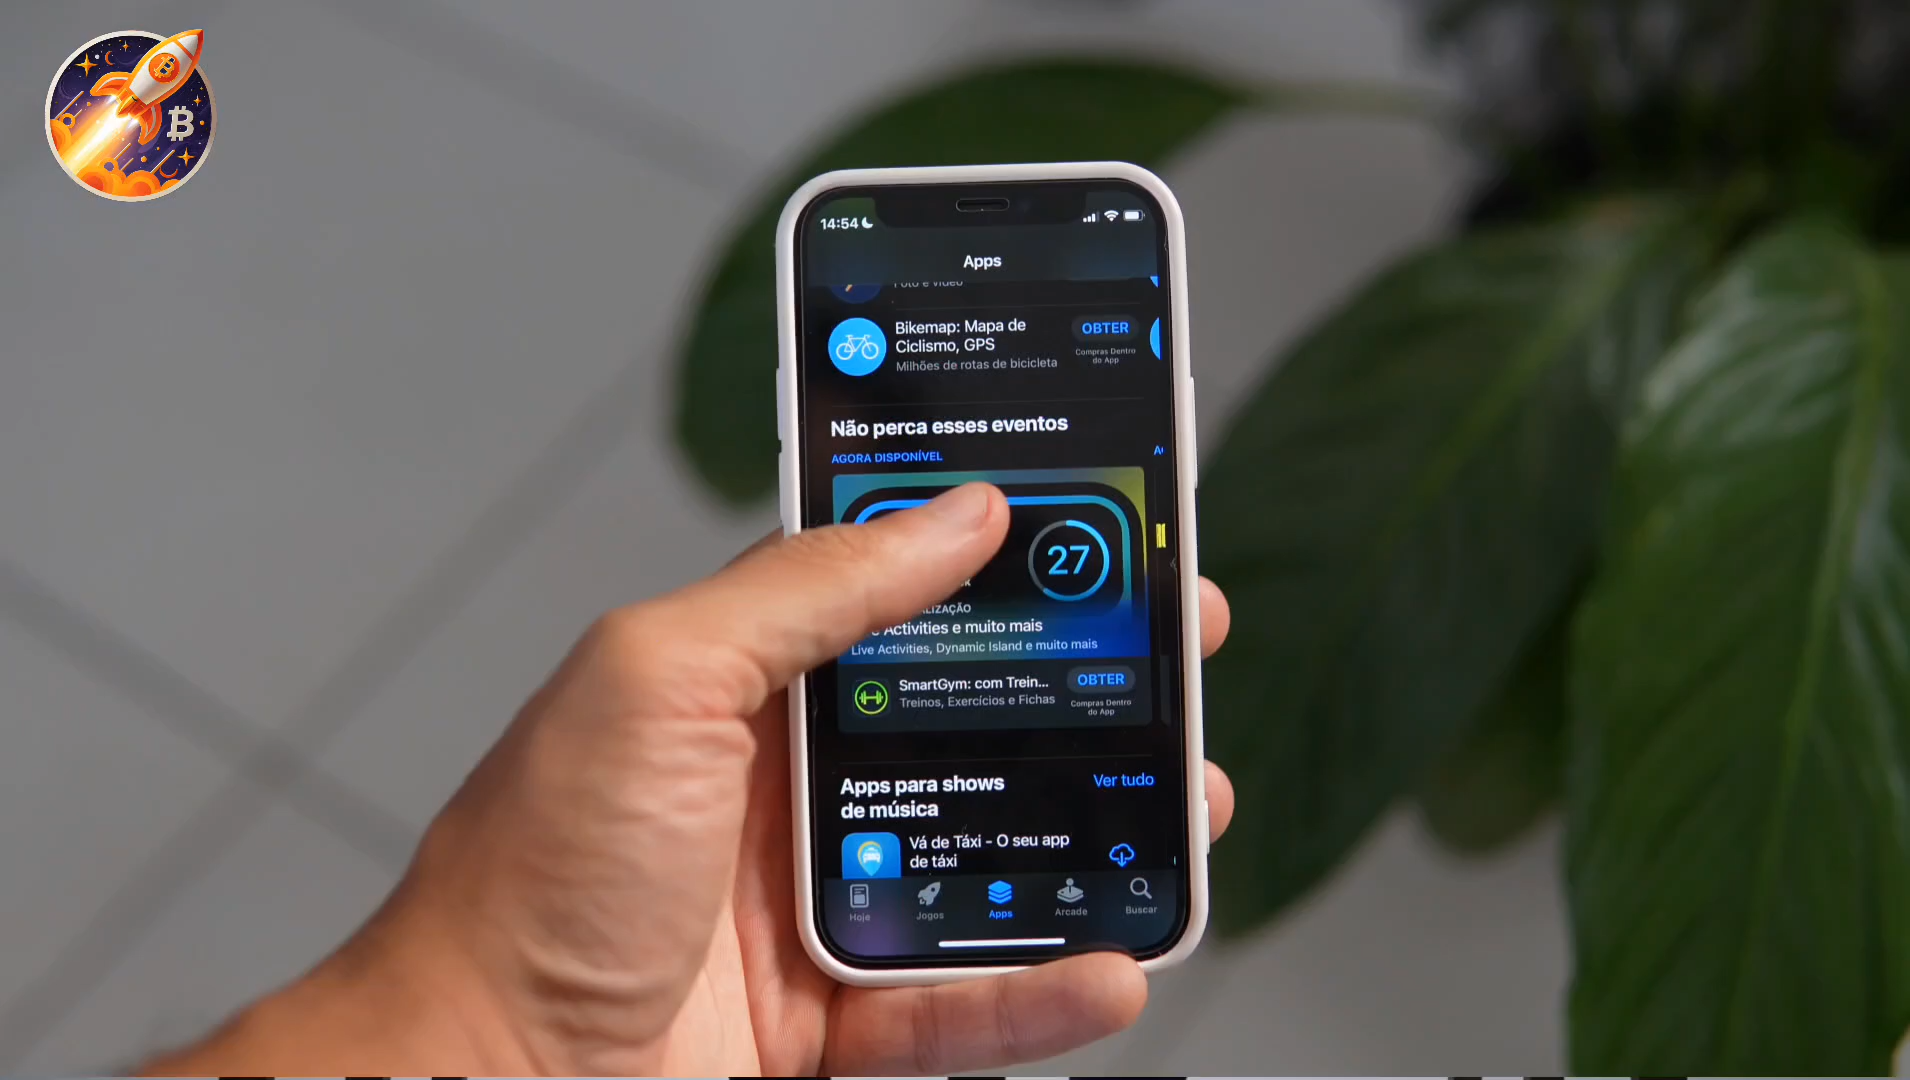 14:54
Apps
Foto e vídeo
Bikemap: Mapa de
Ciclismo, GPS
Milhões de rotas de bicicleta
OBTER
Compras Dentro
do App
Não perca esses eventos
AGORA DISPONÍVEL
27
Activities e muito mais
Live Activities, Dynamic Island e muito mais
SmartGym: com Trein...
Treinos, Exercícios e Fichas
OBTER
Compras Dentro
do App
Apps para shows
de música
Ver tudo
Vá de Táxi - O seu app
de táxi
Hoje
Jogos
Apps
Arcade
Buscar